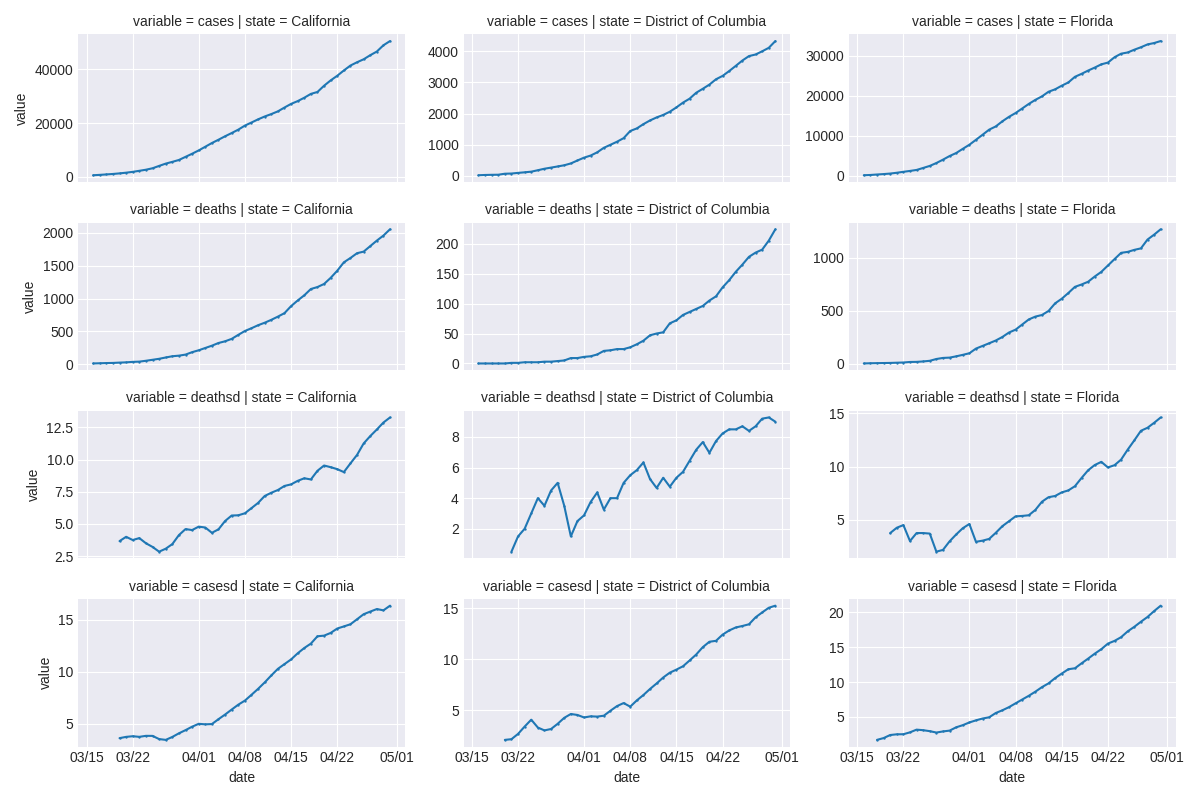 variable = cases | state = California
variable = cases | state = District of Columbia
variable = cases | state = Florida
value
40000
20000
0
4000
3000
2000
1000
0
30000
20000
10000
0
variable = deaths | state = California
variable = deaths | state = District of Columbia
variable = deaths | state = Florida
value
2000
1500
1000
500
0
200
150
100
50
0
1000
500
0
variable = deathsd | state = California
variable = deathsd | state = District of Columbia
variable = deathsd | state = Florida
value
12.5
10.0
7.5
5.0
2.5
8
6
4
2
15
10
5
variable = casesd | state = California
variable = casesd | state = District of Columbia
variable = casesd | state = Florida
value
15
10
5
15
10
5
20
15
10
5
03/15 03/22 04/01 04/08 04/15 04/22 05/01
03/15 03/22 04/01 04/08 04/15 04/22 05/01
03/15 03/22 04/01 04/08 04/15 04/22 05/01
date
date
date